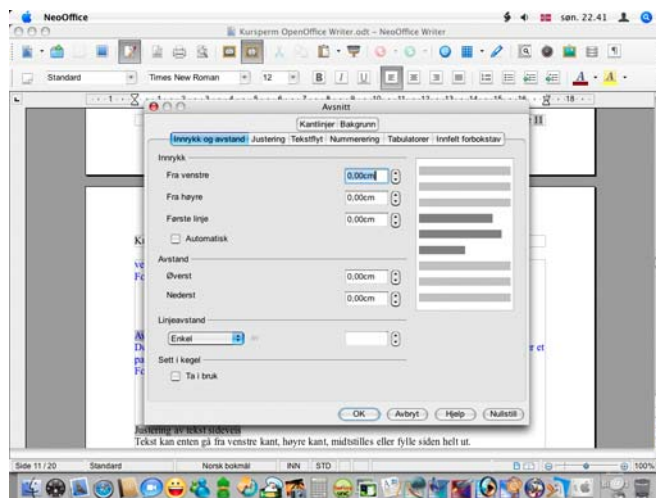 NeoOffice søn. 22.41
Kursperm OpenOffice Writer.odt – NeoOffice Writer
Standard Times New Roman 12 B I U A A
Avsnitt
Kantlinjer Bakgrunn
Innrykk og avstand Justering Tekstflyt Nummerering Tabulatorer Innfelt forbokstav
Innrykk
Fra venstre 0,00cm
Fra høyre 0,00cm
Første linje 0,00cm
Automatisk
Avstand
Øverst 0,00cm
Nederst 0,00cm
Linjeavstand
Enkel
Sett i kegel
Ta i bruk
OK Avbryt Hjelp Nullstill
Justering av tekst sideveis
Tekst kan enten gå fra venstre kant, høyre kant, midtstilles eller fylle siden helt ut.
Side 11 / 20 Standard Norsk bokmål INN STD 100%